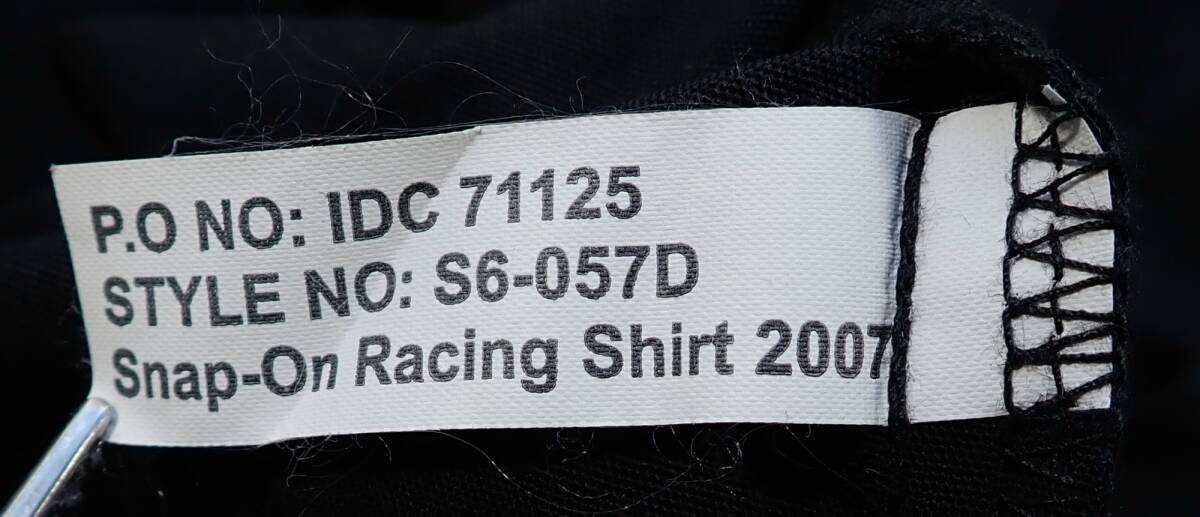 P.O NO: IDC 71125
STYLE NO: S6-057D
Snap-On Racing Shirt 2007